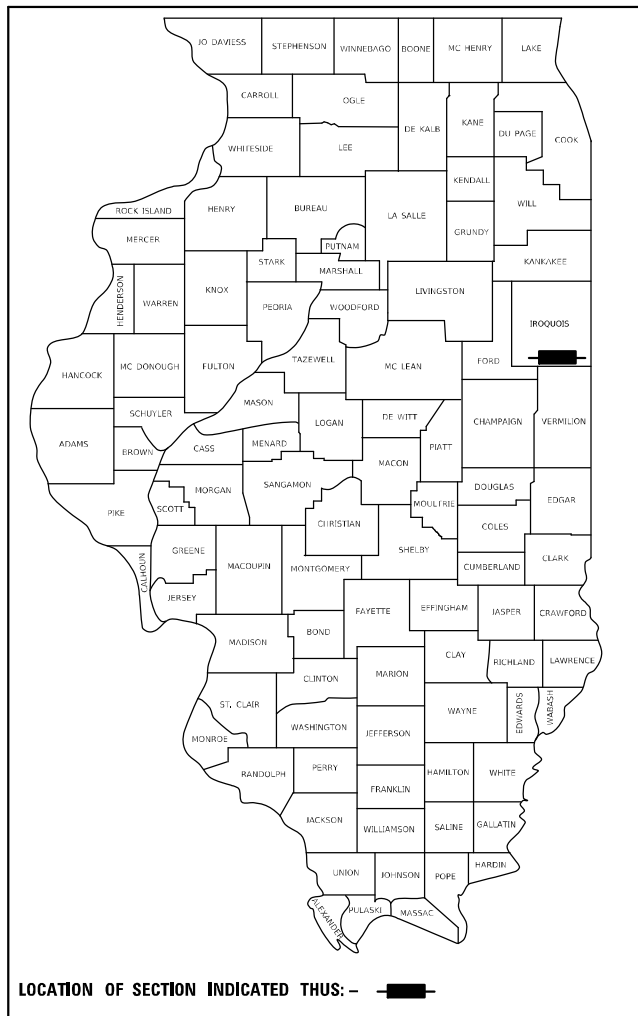 JO DAVIESS
STEPHENSON
WINNEBAGO
BOONE
MC HENRY
LAKE
CARROLL
OGLE
DE KALB
KANE
DU PAGE
COOK
WHITESIDE
LEE
KENDALL
WILL
ROCK ISLAND
HENRY
BUREAU
LA SALLE
GRUNDY
MERCER
PUTNAM
STARK
MARSHALL
KANKAKEE
HENDERSON
WARREN
KNOX
PEORIA
WOODFORD
LIVINGSTON
IROQUOIS
HANCOCK
MC DONOUGH
FULTON
TAZEWELL
MC LEAN
FORD
SCHUYLER
MASON
LOGAN
DE WITT
CHAMPAIGN
VERMILION
ADAMS
BROWN
CASS
MENARD
PIATT
MACON
SANGAMON
MORGAN
SCOTT
PIKE
CHRISTIAN
MOULTRIE
DOUGLAS
EDGAR
COLES
GREENE
CALHOUN
MACOUPIN
MONTGOMERY
SHELBY
CUMBERLAND
CLARK
JERSEY
FAYETTE
EFFINGHAM
JASPER
CRAWFORD
MADISON
BOND
CLAY
RICHLAND
LAWRENCE
CLINTON
MARION
ST. CLAIR
WAYNE
EDWARDS
WABASH
WASHINGTON
JEFFERSON
MONROE
RANDOLPH
PERRY
HAMILTON
WHITE
FRANKLIN
JACKSON
WILLIAMSON
SALINE
GALLATIN
UNION
JOHNSON
POPE
HARDIN
ALEXANDER
PULASKI
MASSAC
LOCATION OF SECTION INDICATED THUS: –